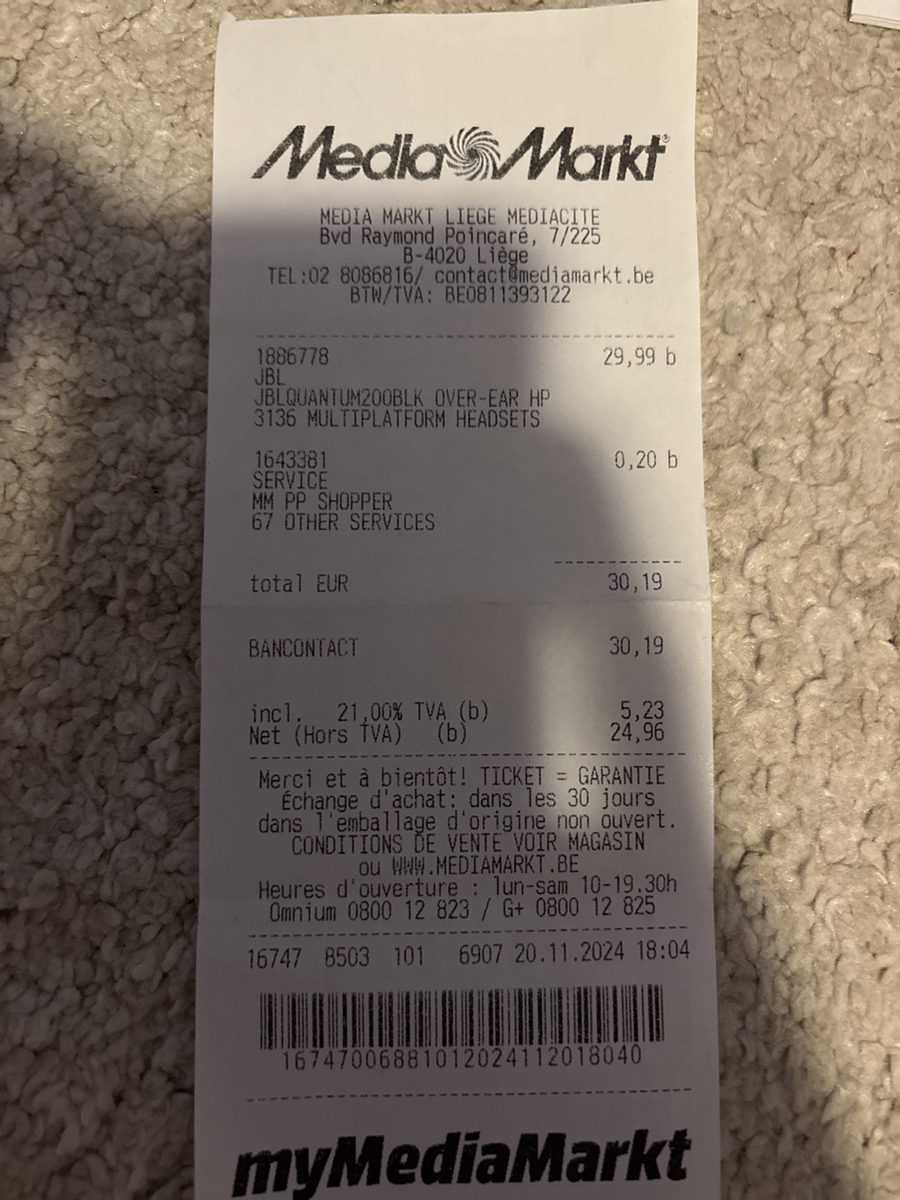 MediaMarkt®
MEDIA MARKT LIEGE MEDIACITE
Bvd Raymond Poincaré, 7/225
B-4020 Liège
TEL:02 8086816/ contact@mediamarkt.be
BTW/TVA: BE0811393122
1886778 29,99 b
JBL
JBLQUANTUM200BLK OVER-EAR HP
3136 MULTIPLATFORM HEADSETS
1643381 0,20 b
SERVICE
MM PP SHOPPER
67 OTHER SERVICES
total EUR 30,19
BANCONTACT 30,19
incl. 21,00% TVA (b) 5,23
Net (Hors TVA) (b) 24,96
Merci et à bientôt! TICKET = GARANTIE
Échange d'achat: dans les 30 jours
dans l'emballage d'origine non ouvert.
CONDITIONS DE VENTE VOIR MAGASIN
ou WWW.MEDIAMARKT.BE
Heures d'ouverture : lun-sam 10-19.30h
Omnium 0800 12 823 / G+ 0800 12 825
16747 8503 101 6907 20.11.2024 18:04
16747006881012024112018040
myMediaMarkt